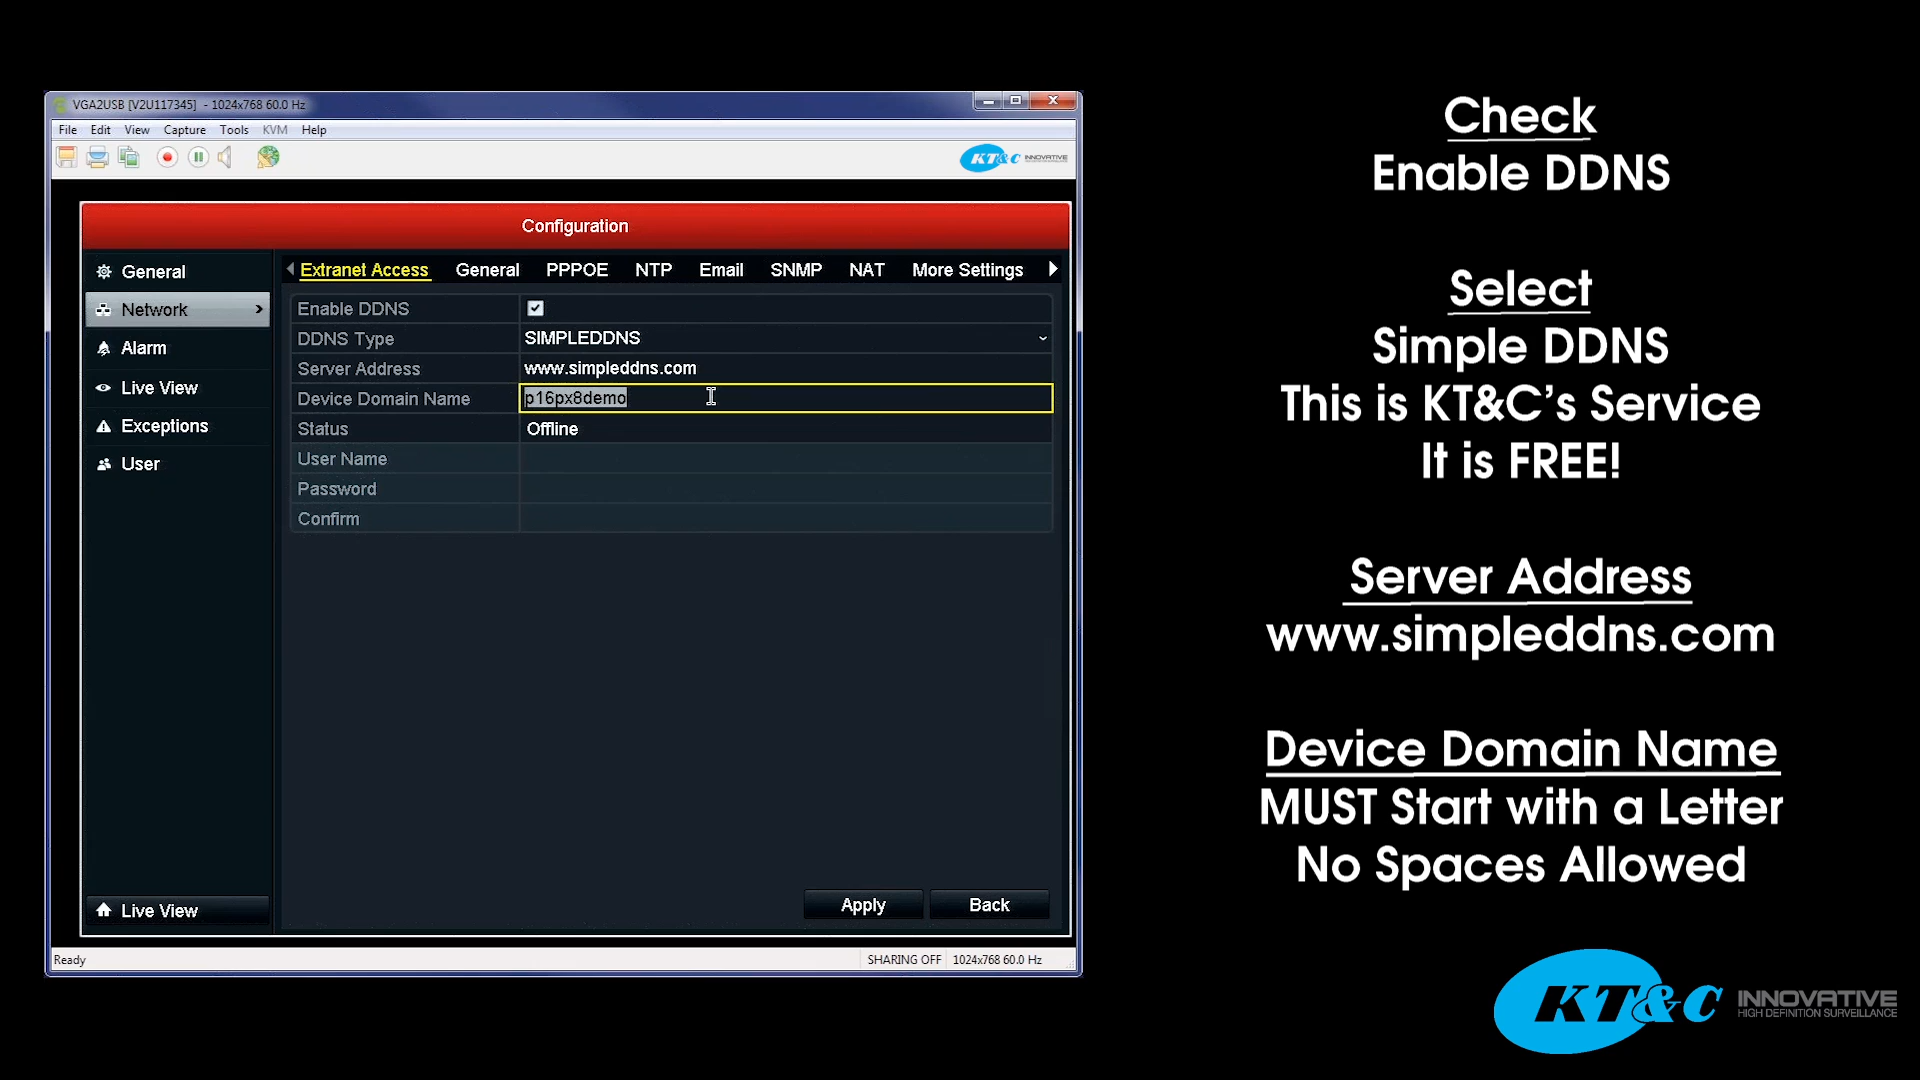 VGA2USB [V2U117345] - 1024x768 60.0 Hz
File Edit View Capture Tools KVM Help
KT&C INNOVATIVE
Configuration
General
Network
Alarm
Live View
Exceptions
User
Live View
Extranet Access General PPPOE NTP Email SNMP NAT More Settings
Enable DDNS
DDNS Type SIMPLEDDNS
Server Address www.simpleddns.com
Device Domain Name p16px8demo
Status Offline
User Name
Password
Confirm
Apply Back
Ready SHARING OFF 1024x768 60.0 Hz
Check
Enable DDNS
Select
Simple DDNS
This is KT&C’s Service
It is FREE!
Server Address
www.simpleddns.com
Device Domain Name
MUST Start with a Letter
No Spaces Allowed
KT&C INNOVATIVE
HIGH DEFINITION SURVEILLANCE